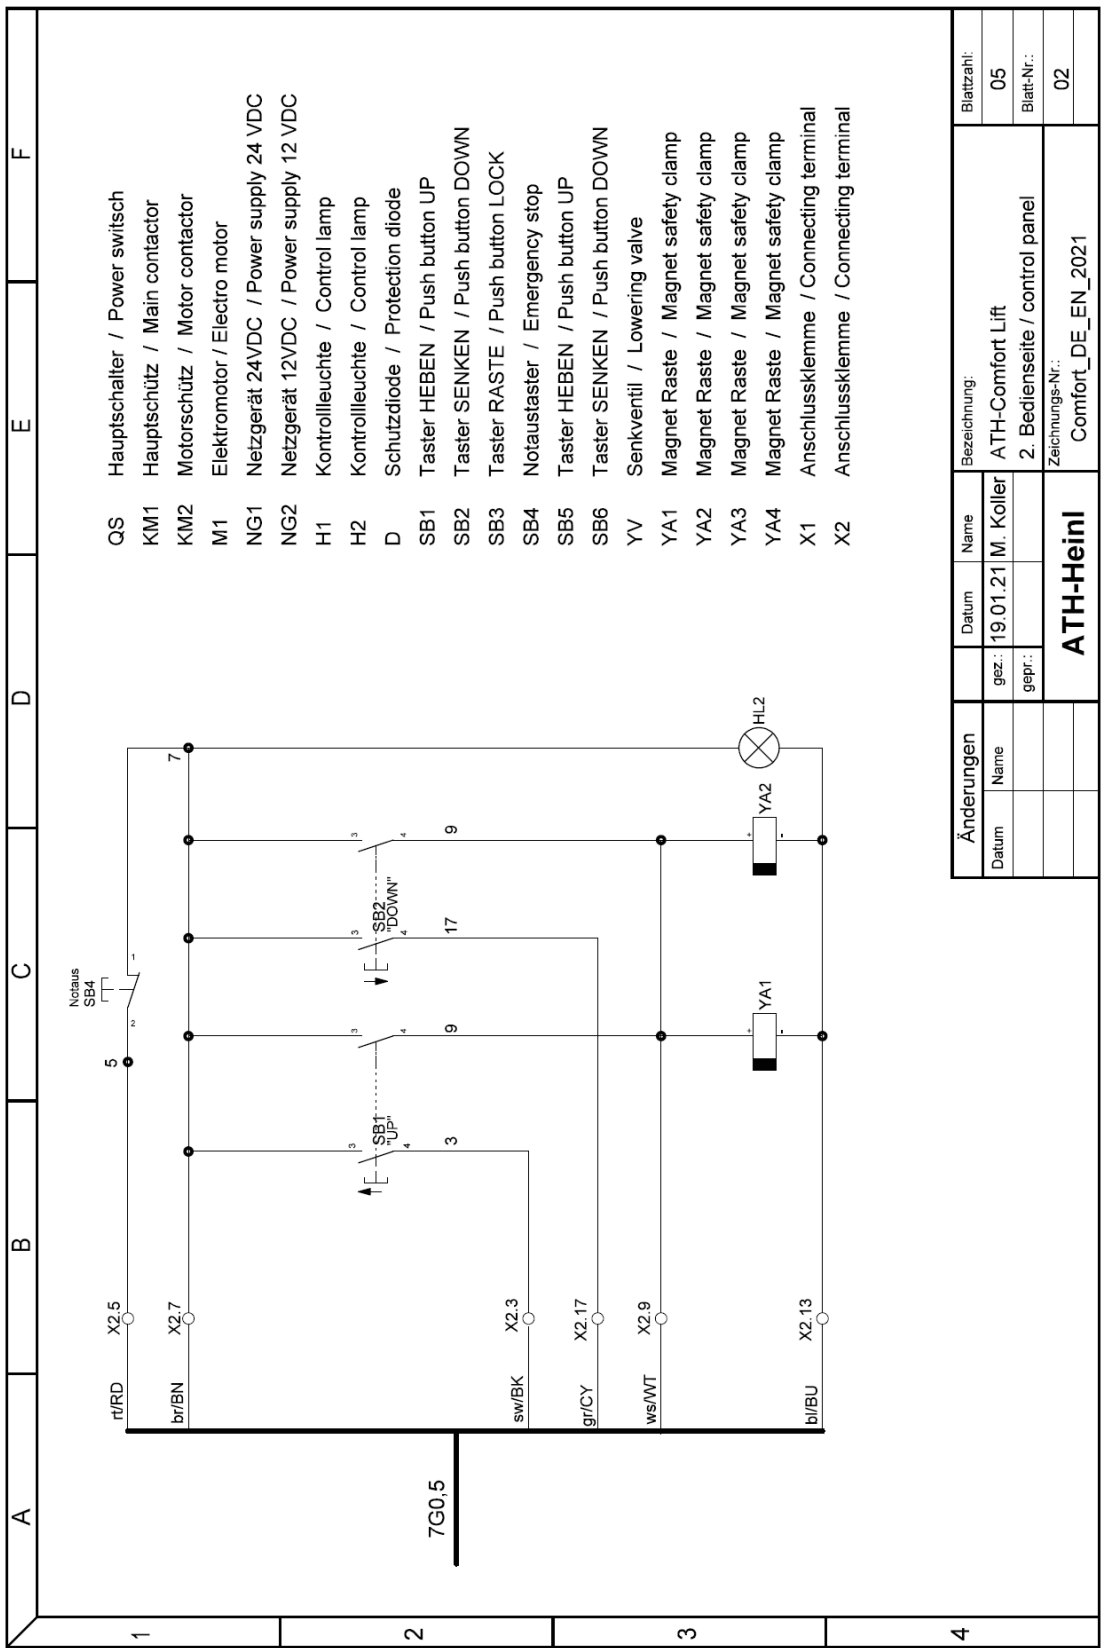 A
B
C
D
E
F
1
2
3
4
7G0,5
rt/RD
br/BN
sw/BK
gr/CY
ws/WT
bl/BU
X2.5
X2.7
X2.3
X2.17
X2.9
X2.13
5
Notaus
SB4
2
1
7
3
4
SB1
"UP"
3
3
4
9
3
4
SB2
"DOWN"
17
3
4
9
+
YA1
-
+
YA2
-
HL2
QS Hauptschalter / Power switsch
KM1 Hauptschütz / Main contactor
KM2 Motorschütz / Motor contactor
M1 Elektromotor / Electro motor
NG1 Netzgerät 24VDC / Power supply 24 VDC
NG2 Netzgerät 12VDC / Power supply 12 VDC
H1 Kontrollleuchte / Control lamp
H2 Kontrollleuchte / Control lamp
D Schutzdiode / Protection diode
SB1 Taster HEBEN / Push button UP
SB2 Taster SENKEN / Push button DOWN
SB3 Taster RASTE / Push button LOCK
SB4 Notaustaster / Emergency stop
SB5 Taster HEBEN / Push button UP
SB6 Taster SENKEN / Push button DOWN
YV Senkventil / Lowering valve
YA1 Magnet Raste / Magnet safety clamp
YA2 Magnet Raste / Magnet safety clamp
YA3 Magnet Raste / Magnet safety clamp
YA4 Magnet Raste / Magnet safety clamp
X1 Anschlussklemme / Connecting terminal
X2 Anschlussklemme / Connecting terminal
Änderungen
Datum Name
Datum Name
gez.: 19.01.21 M. Koller
gepr.:
ATH-Heinl
Bezeichnung:
ATH-Comfort Lift
2. Bedienseite / control panel
Zeichnungs-Nr.:
Comfort_DE_EN_2021
Blattzahl:
05
Blatt-Nr.:
02